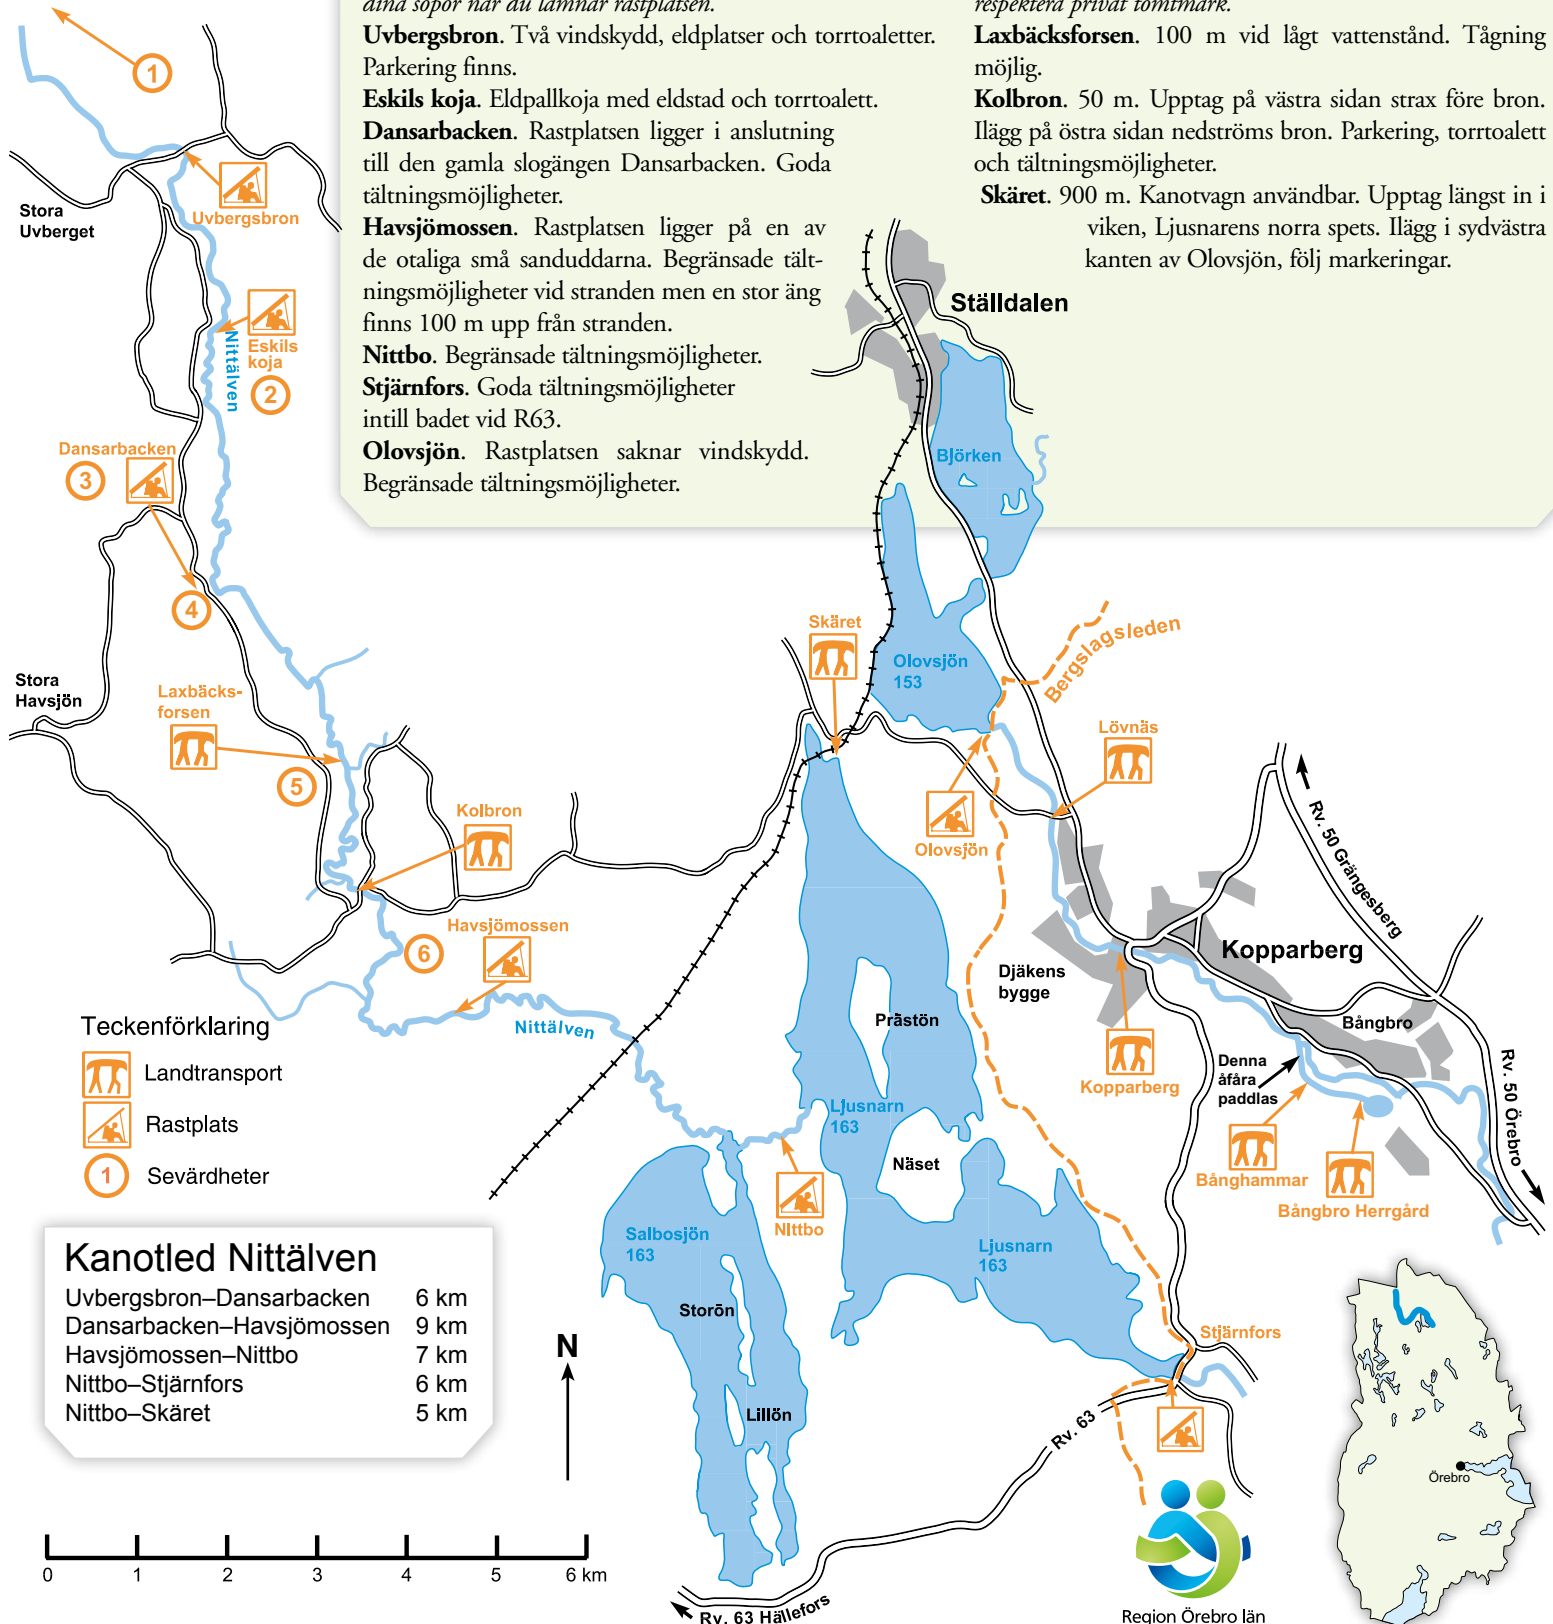 dina sopor när du lämnar rastplatsen.
Uvbergsbron. Två vindskydd, eldplatser och torrtoaletter.
Parkering finns.
Eskils koja. Eldpallkoja med eldstad och torrtoalett.
Dansarbacken. Rastplatsen ligger i anslutning
till den gamla slogången Dansarbacken. Goda
tältningsmöjligheter.
Havsjömossen. Rastplatsen ligger på en av
de otaliga små sanduddarna. Begränsade tält-
ningsmöjligheter vid stranden men en stor äng
finns 100 m upp från stranden.
Nittbo. Begränsade tältningsmöjligheter.
Stjärnfors. Goda tältningsmöjligheter
intill badet vid R63.
Olovsjön. Rastplatsen saknar vindskydd.
Begränsade tältningsmöjligheter.
respektera privat tomtmark.
Laxbäcksforsen. 100 m vid lågt vattenstånd. Tågning
möjlig.
Kolbron. 50 m. Upptag på västra sidan strax före bron.
Ilägg på östra sidan nedströms bron. Parkering, torrtoalett
och tältningsmöjligheter.
Skäret. 900 m. Kanotvagn användbar. Upptag längst in i
viken, Ljusnarens norra spets. Ilägg i sydvästra
kanten av Olovsjön, följ markeringar.
1
Stora
Uvberget
Uvbergsbron
Nittälven
Eskils
koja
2
Dansarbacken
3
4
Stora
Havsjön
Laxbäcks-
forsen
5
Kolbron
6
Havsjömossen
Nittälven
Ställdalen
Björken
Skäret
Olovsjön
153
Bergslagsleden
Lövnäs
Olovsjön
Rv. 50 Grängesberg
Kopparberg
Djäkens
bygge
Bångbro
Kopparberg
Denna
åfåra
paddlas
Rv. 50 Örebro
Bånghammar
Bångbro Herrgård
Prästön
Ljusnarn
163
Näset
Nittbo
Salbosjön
163
Ljusnarn
163
Storön
Lillön
Stjärnfors
Rv. 63
Rv. 63 Hällefors
Teckenförklaring
Landtransport
Rastplats
1 Sevärdheter
Kanotled Nittälven
Uvbergsbron–Dansarbacken 6 km
Dansarbacken–Havsjömossen 9 km
Havsjömossen–Nittbo 7 km
Nittbo–Stjärnfors 6 km
Nittbo–Skäret 5 km
N
0 1 2 3 4 5 6 km
Örebro
Region Örebro län